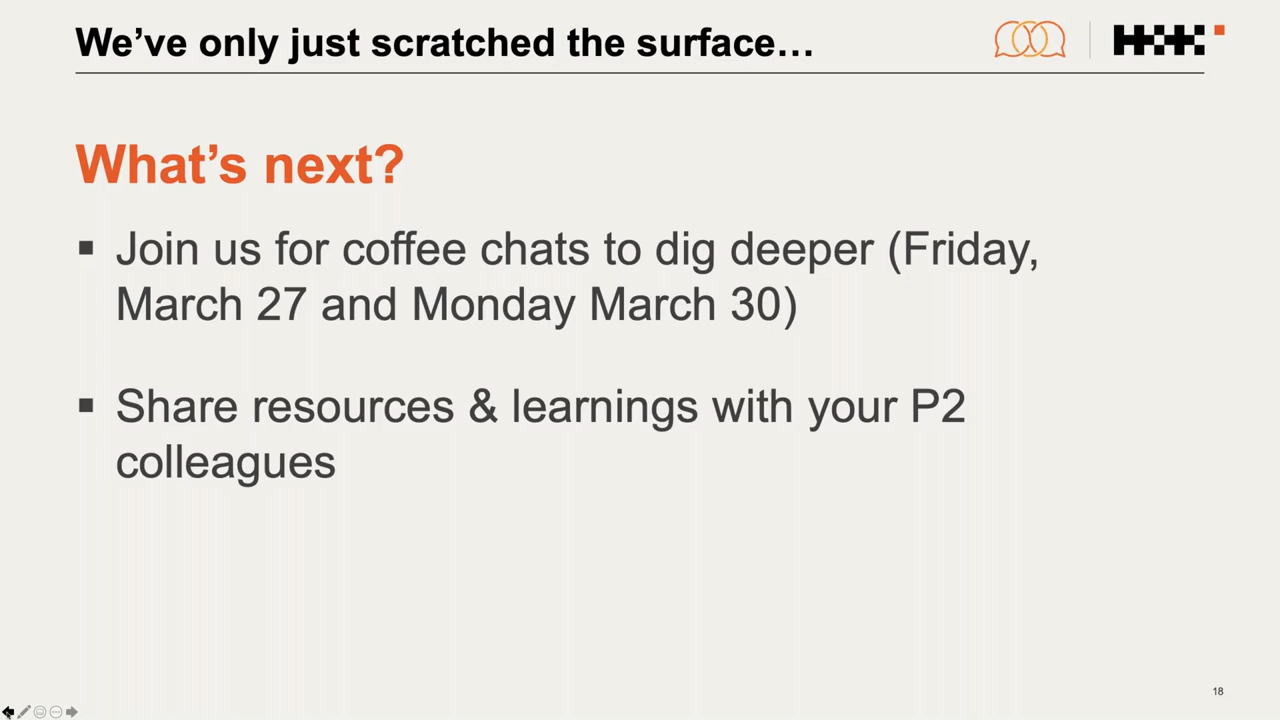 We’ve only just scratched the surface…
What’s next?
▪ Join us for coffee chats to dig deeper (Friday,
March 27 and Monday March 30)
▪ Share resources & learnings with your P2
colleagues
18